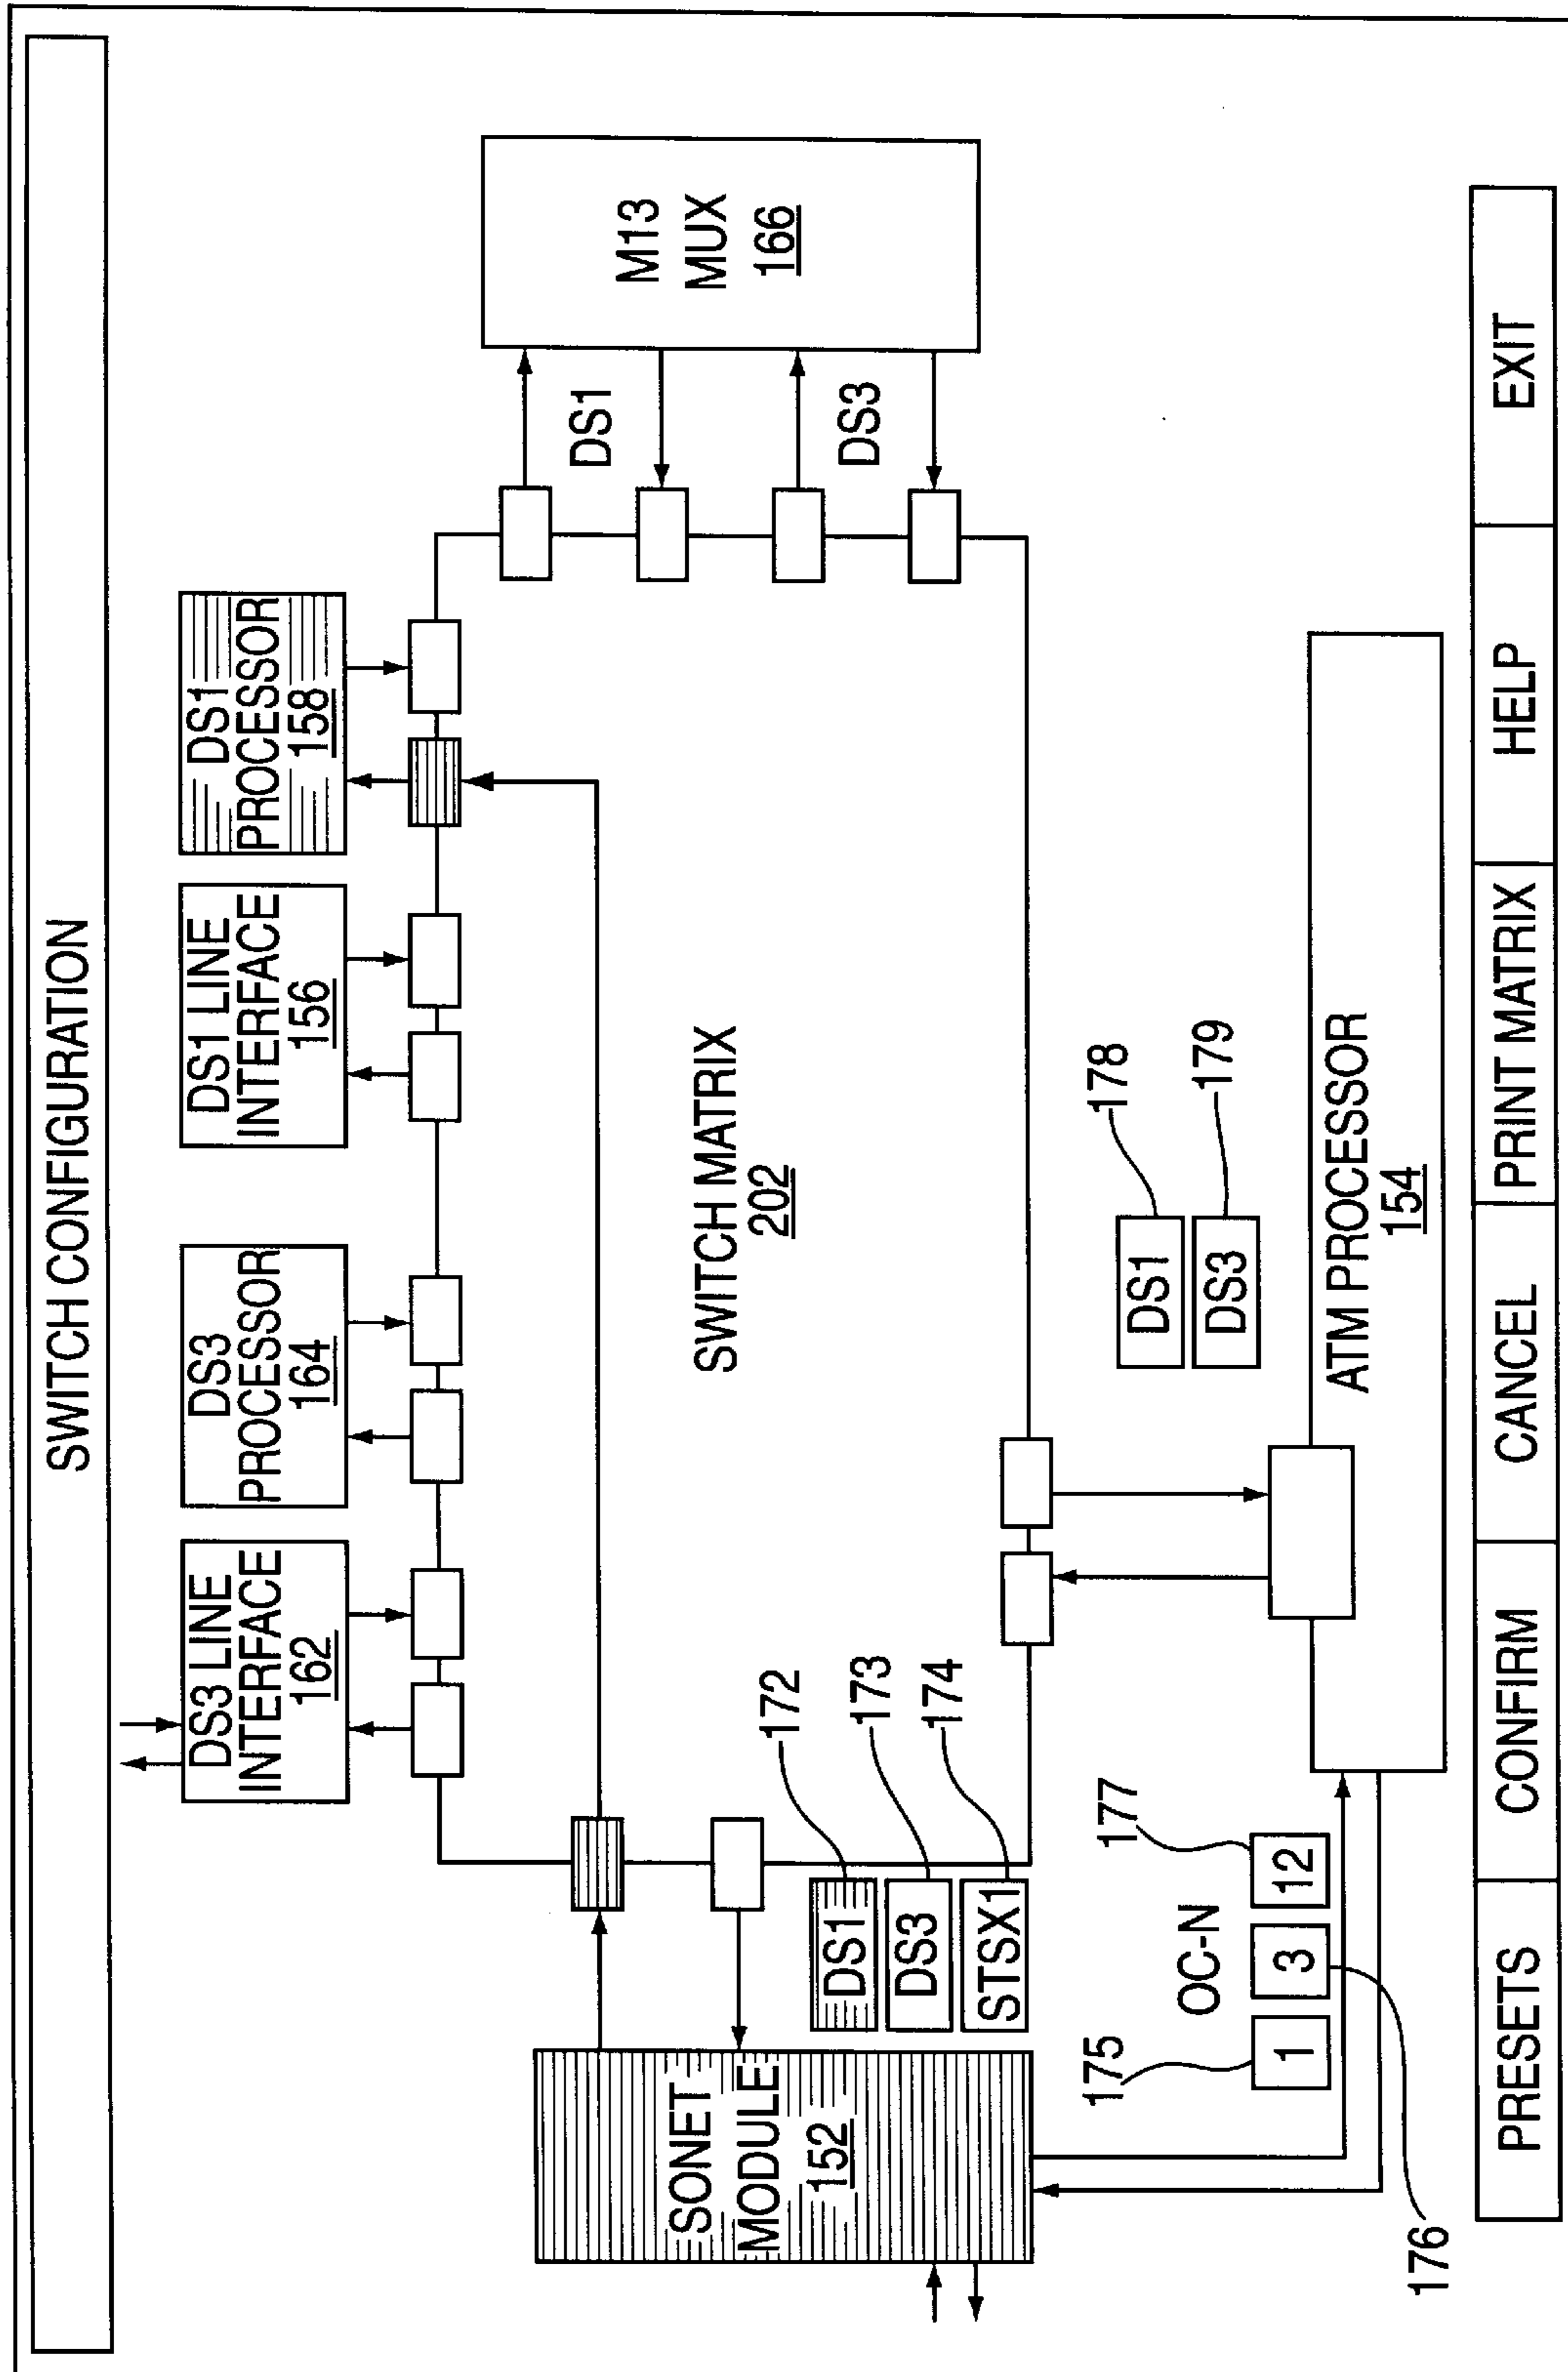 SWITCH CONFIGURATION
DS3 LINE
INTERFACE
162
DS3
PROCESSOR
164
DS1 LINE
INTERFACE
156
DS1
PROCESSOR
158
SONET
MODULE
152
SWITCH MATRIX
202
M13
MUX
166
DS1
DS3
DS1
DS3
STSX1
172
173
174
175
OC-N
177
1
3
12
176
DS1
DS3
178
179
ATM PROCESSOR
154
PRESETS
CONFIRM
CANCEL
PRINT MATRIX
HELP
EXIT